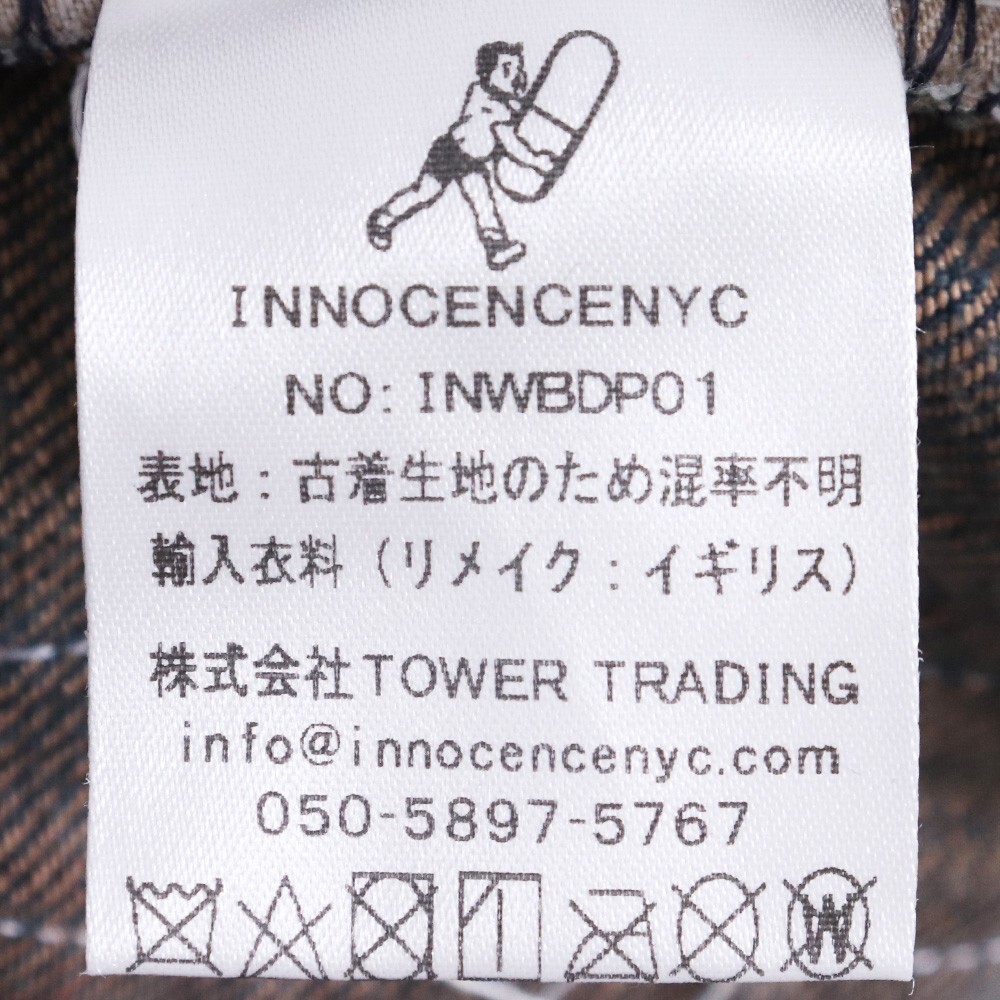 INNOCENCENYC
NO: INWBDP01
表地：古着生地のため混率不明
輸入衣料（リメイク：イギリス）
株式会社TOWER TRADING
info@innocencenyc.com
050-5897-5767
W